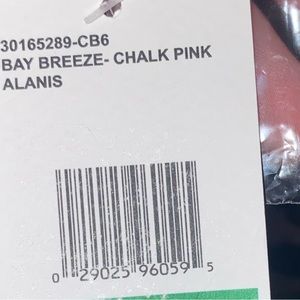 30165289-CB6
BAY BREEZE- CHALK PINK
ALANIS
0 29025 96059 5